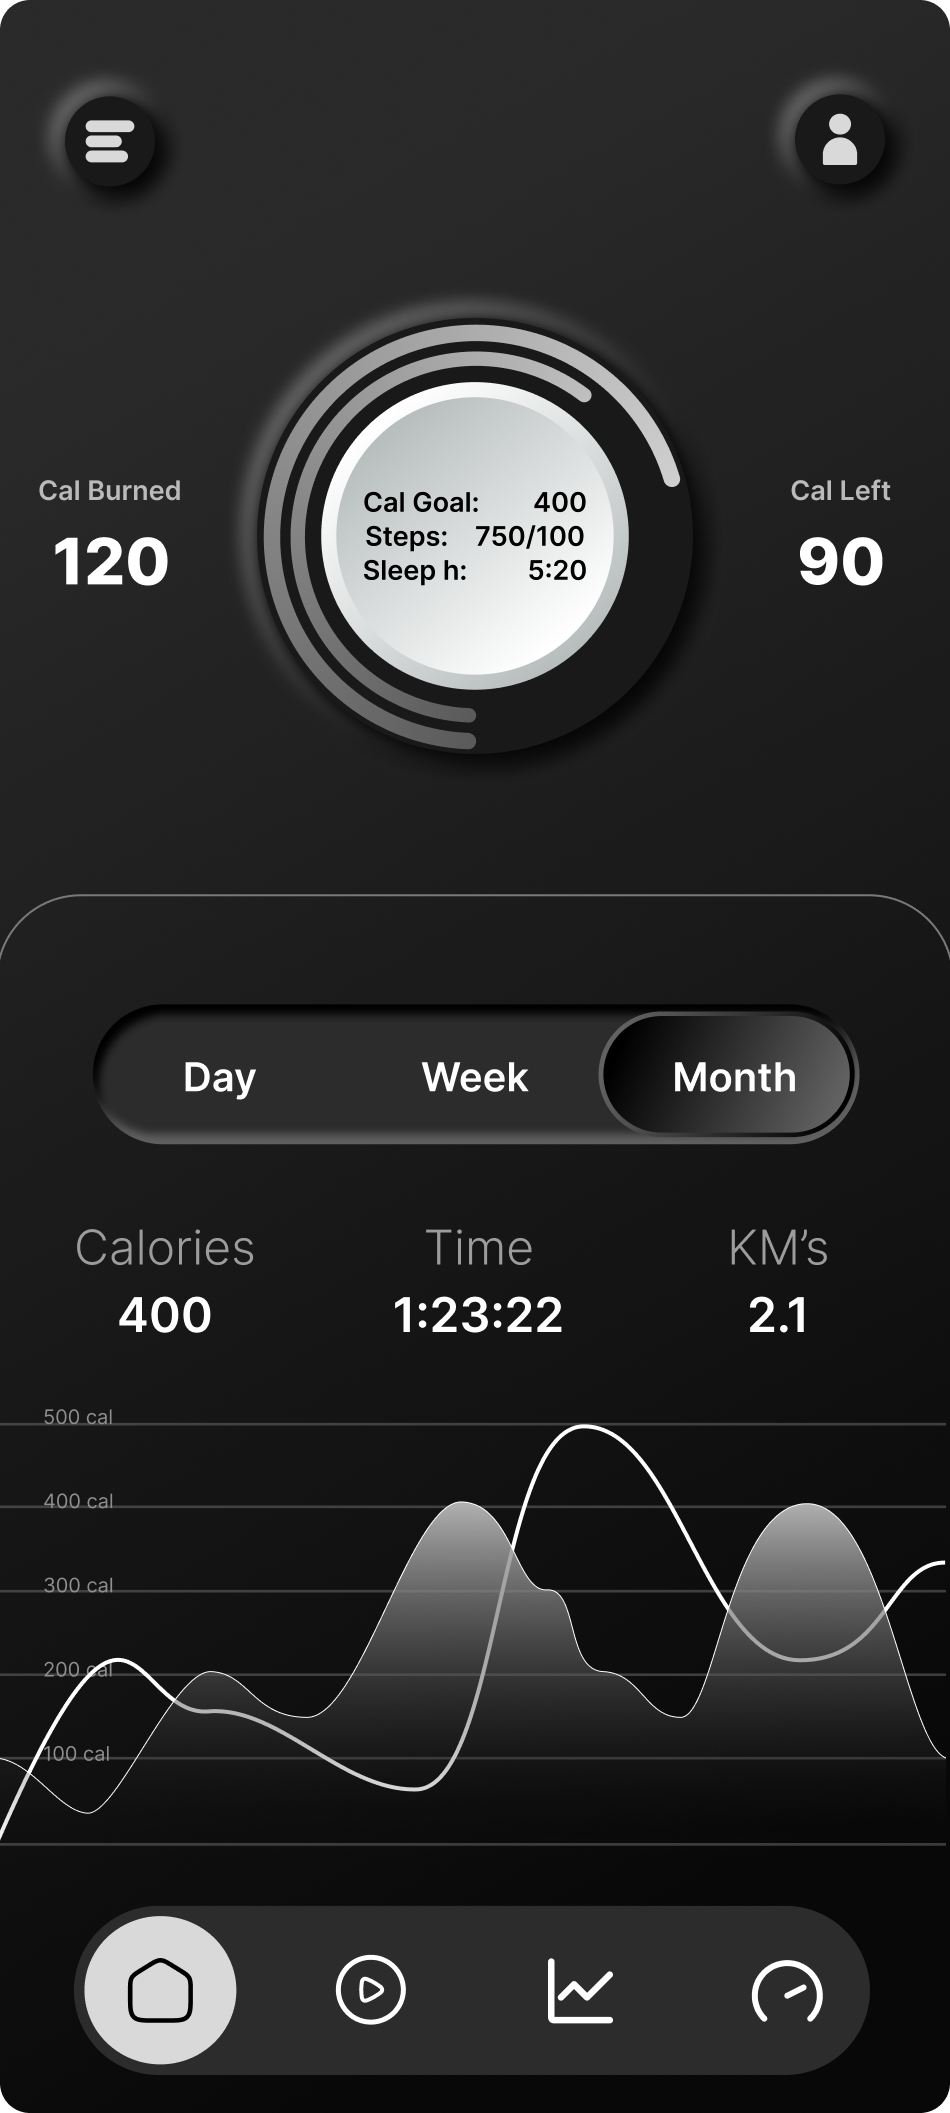 Cal Burned
120
Cal Goal: 400
Steps: 750/100
Sleep h: 5:20
Cal Left
90
Day Week Month
Calories Time KM’s
400 1:23:22 2.1
500 cal
400 cal
300 cal
200 cal
100 cal